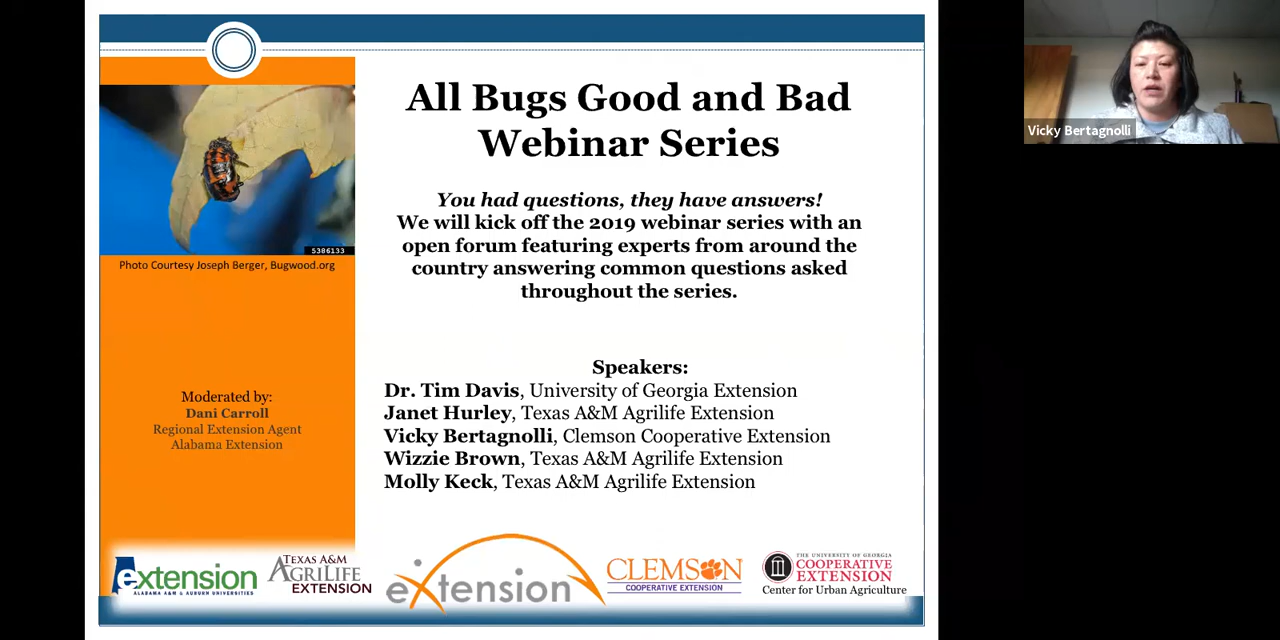 All Bugs Good and Bad
Webinar Series
You had questions, they have answers!
We will kick off the 2019 webinar series with an
open forum featuring experts from around the
country answering common questions asked
throughout the series.
Speakers:
Dr. Tim Davis, University of Georgia Extension
Janet Hurley, Texas A&M Agrilife Extension
Vicky Bertagnolli, Clemson Cooperative Extension
Wizzie Brown, Texas A&M Agrilife Extension
Molly Keck, Texas A&M Agrilife Extension
5386133
Photo Courtesy Joseph Berger, Bugwood.org
Moderated by:
Dani Carroll
Regional Extension Agent
Alabama Extension
extension
ALABAMA A&M & AUBURN UNIVERSITIES
TEXAS A&M
AGRILIFE
EXTENSION
eXtension
CLEMSON
COOPERATIVE EXTENSION
THE UNIVERSITY OF GEORGIA
COOPERATIVE
EXTENSION
Center for Urban Agriculture
Vicky Bertagnolli